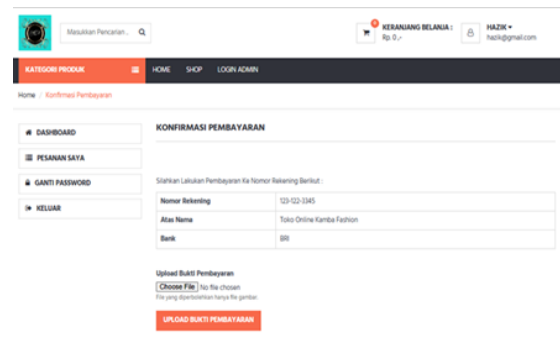 Masukkan Pencarian..
0
KERANJANG BELANJA :
Rp. 0 ,-
HAZIK
hazik@gmail.com
KATEGORI PRODUK
HOME SHOP LOGIN ADMIN
Home / Konfirmasi Pembayaran
DASHBOARD
PESANAN SAYA
GANTI PASSWORD
KELUAR
KONFIRMASI PEMBAYARAN
Silahkan Lakukan Pembayaran Ke Nomor Rekening Berikut :
Nomor Rekening 123-122-3345
Atas Nama Toko Online Kamba Fashion
Bank BRI
Upload Bukti Pembayaran
Choose File No file chosen
File yang diperbolehkan hanya file gambar.
UPLOAD BUKTI PEMBAYARAN